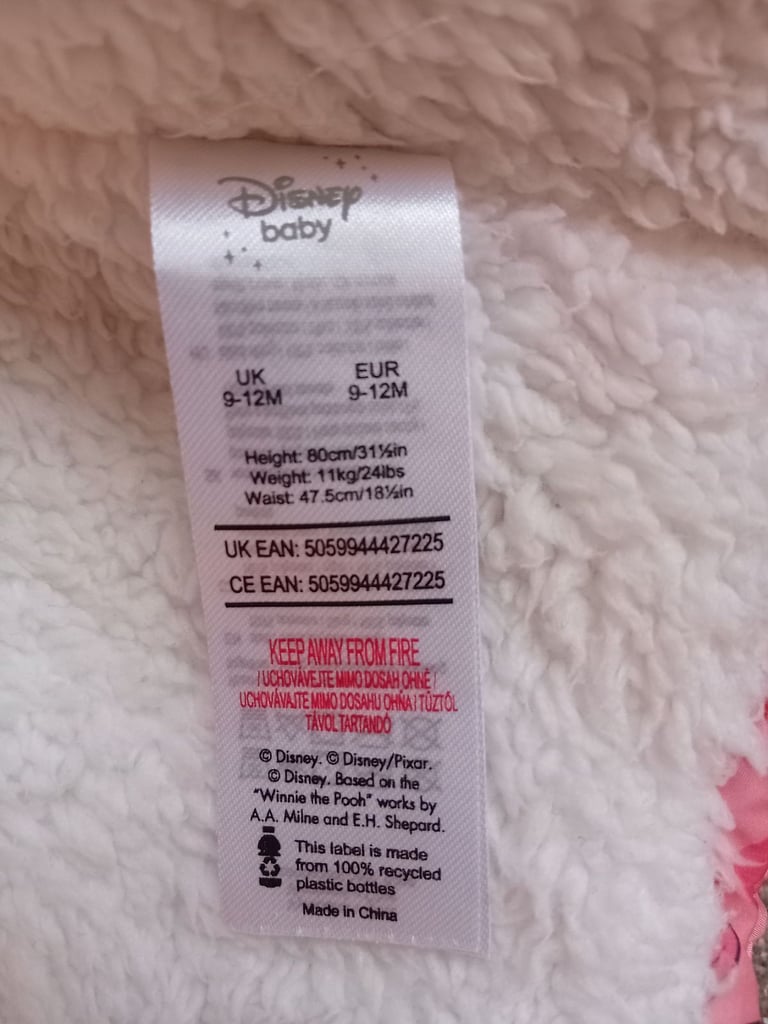 Disney
baby
UK EUR
9-12M 9-12M
Height: 80cm/31½in
Weight: 11kg/24lbs
Waist: 47.5cm/18½in
UK EAN: 5059944427225
CE EAN: 5059944427225
KEEP AWAY FROM FIRE
/ UCHOVÁVEJTE MIMO DOSAH OHNĚ /
UCHOVÁVAJTE MIMO DOSAHU OHŇA / TŰZTŐL
TÁVOL TARTANDÓ
© Disney. © Disney/Pixar.
© Disney. Based on the
"Winnie the Pooh" works by
A.A. Milne and E.H. Shepard.
This label is made
from 100% recycled
plastic bottles
Made in China